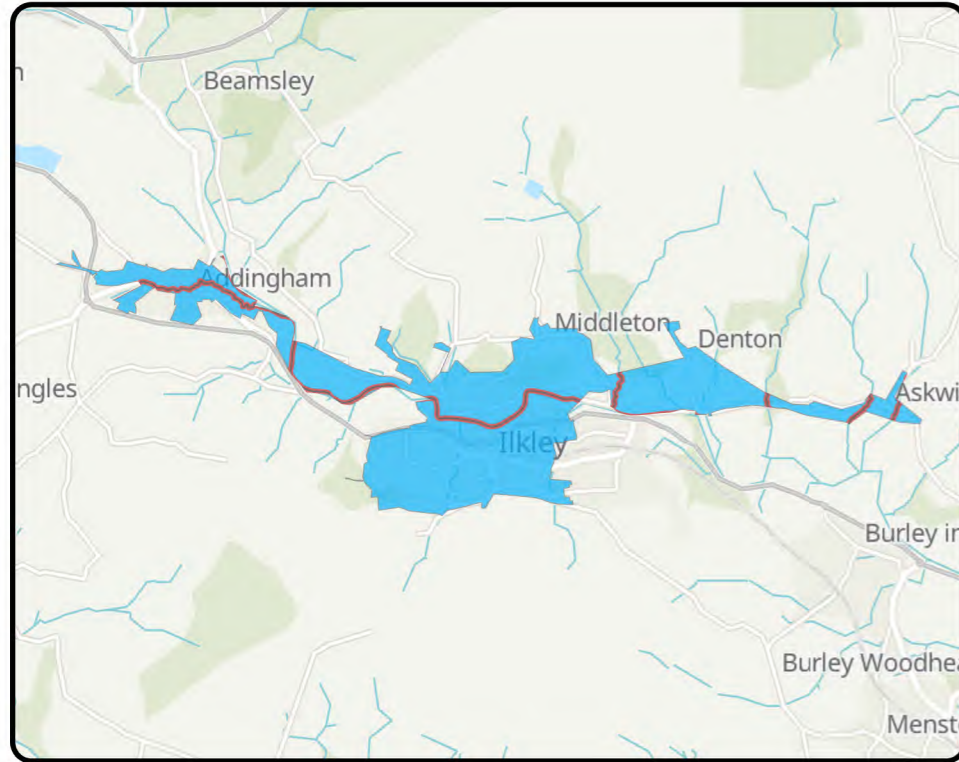 Beamsley
Addingham
Middleton
Denton
ngles
Askwi
Ilkley
Burley in
Burley Woodhea
Menst